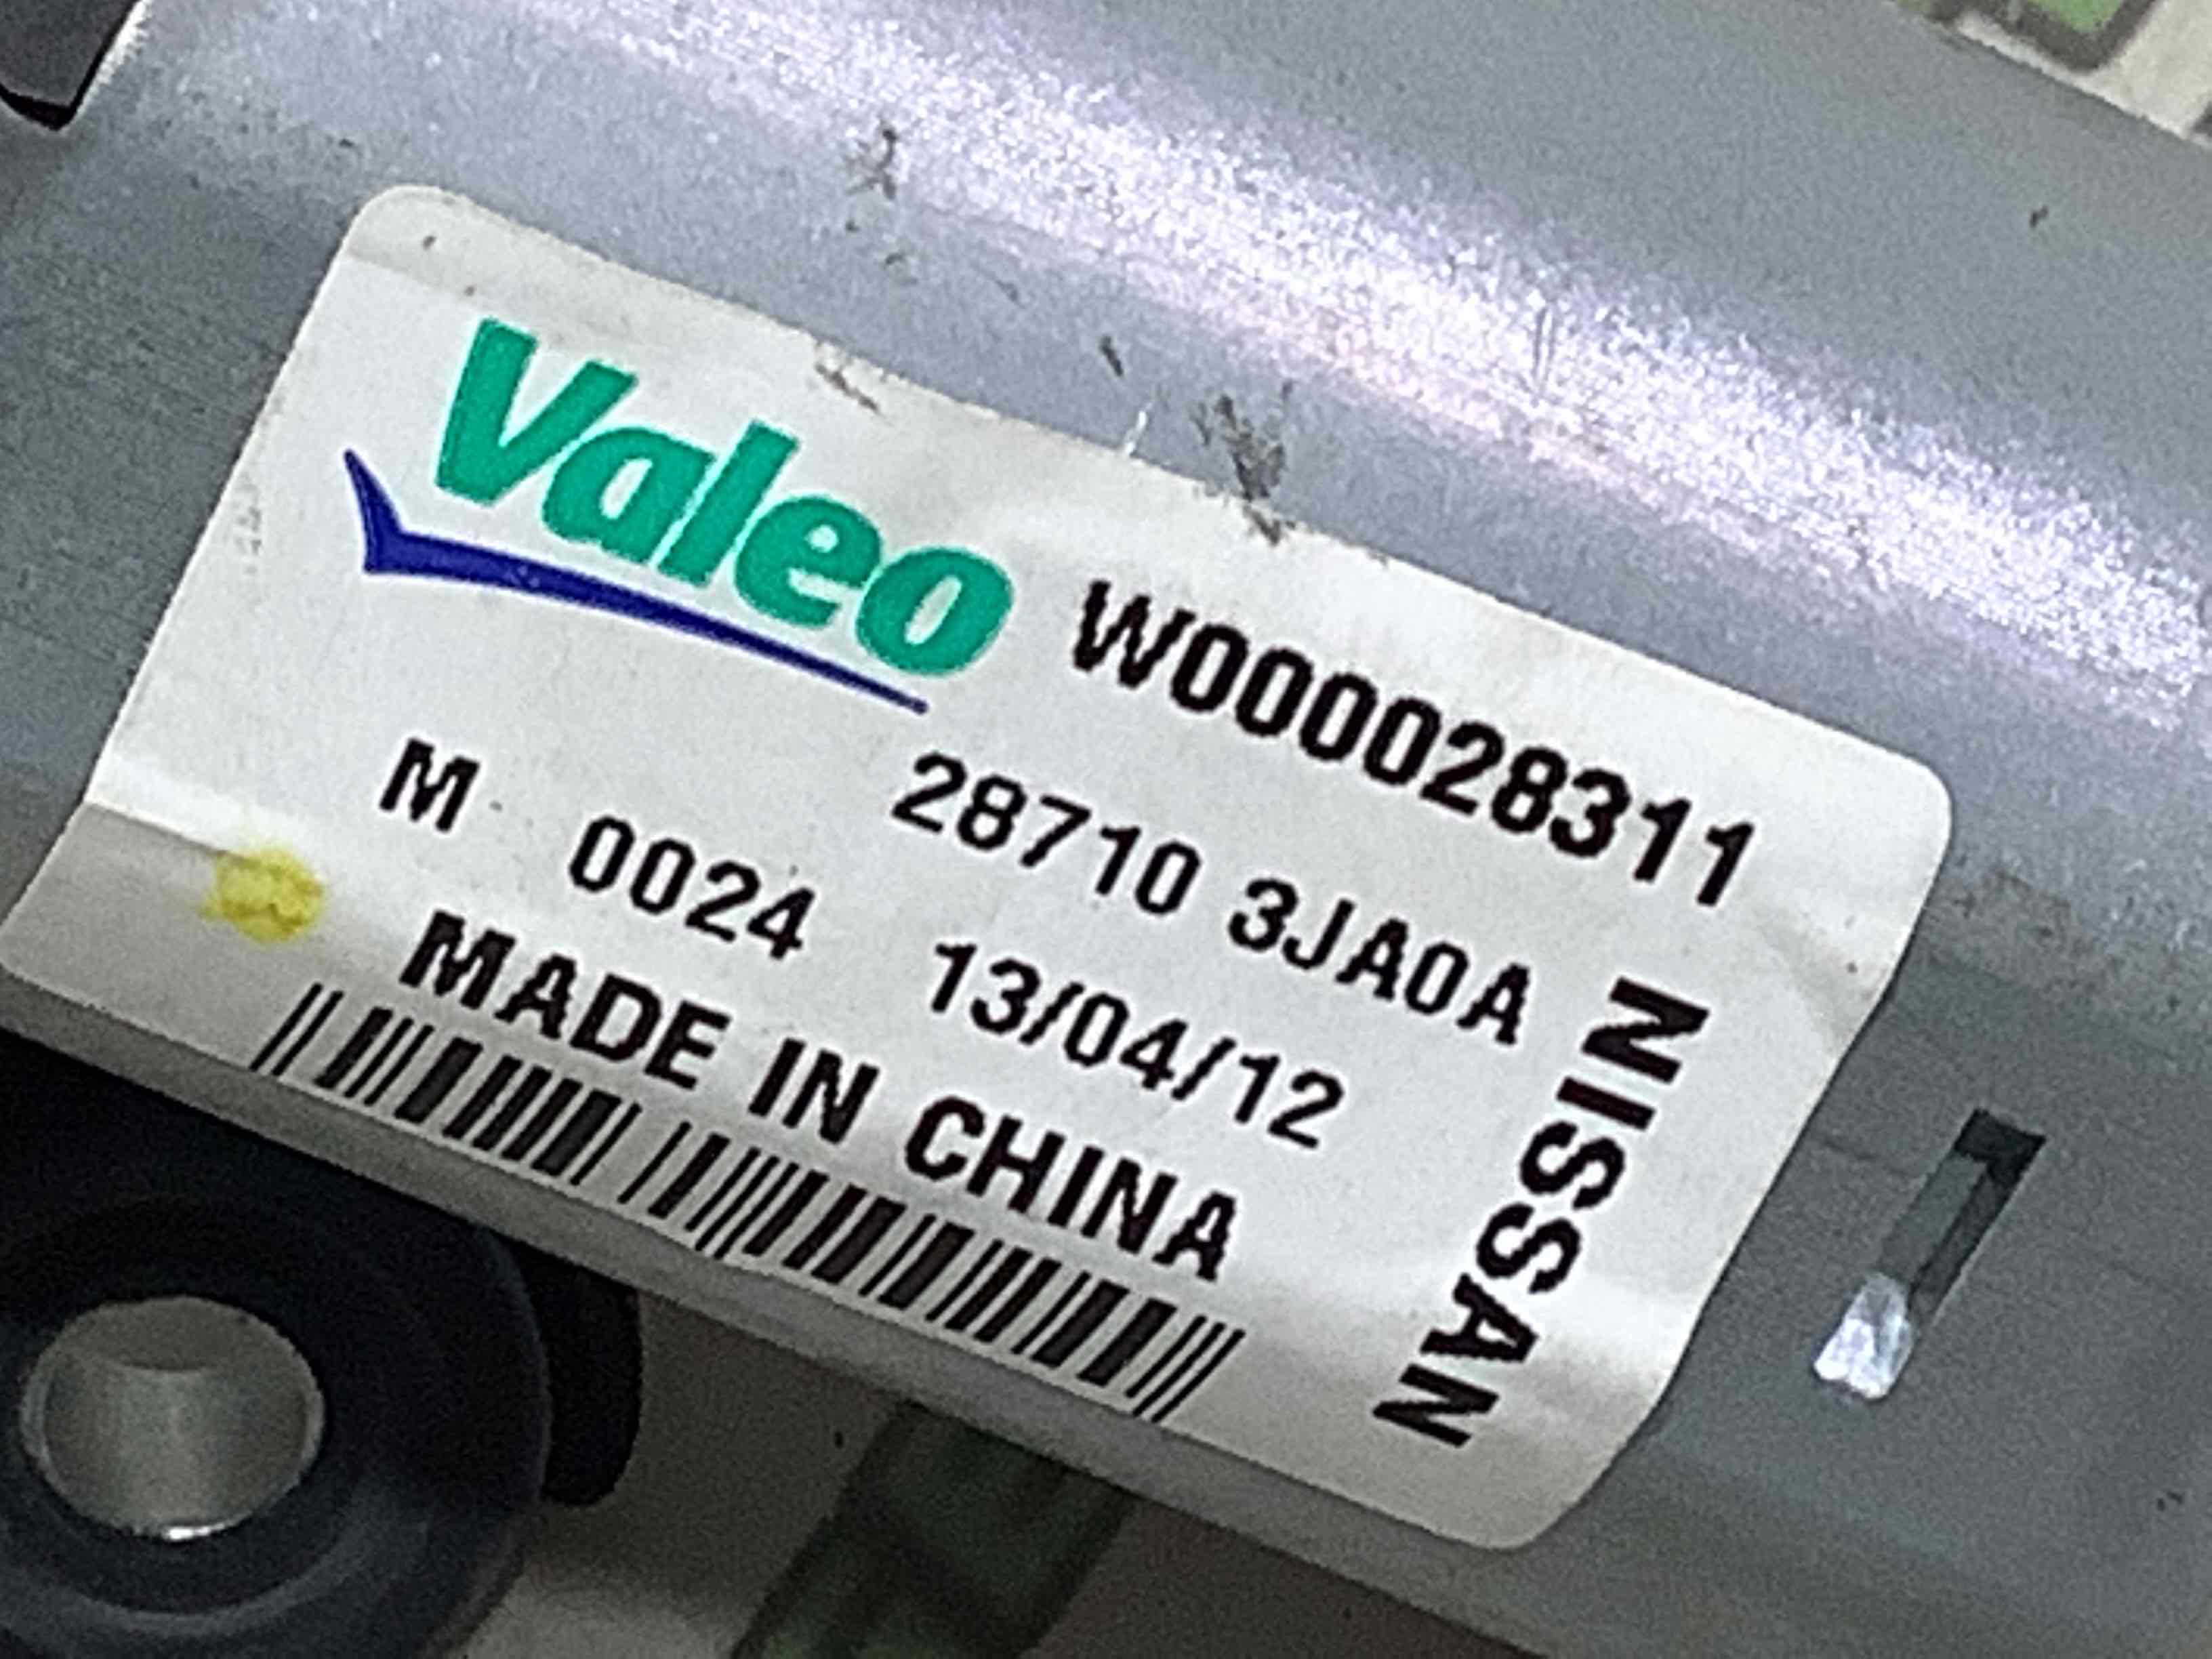 Valeo W000028311
28710 3JA0A
M 0024 13/04/12
MADE IN CHINA
NISSAN